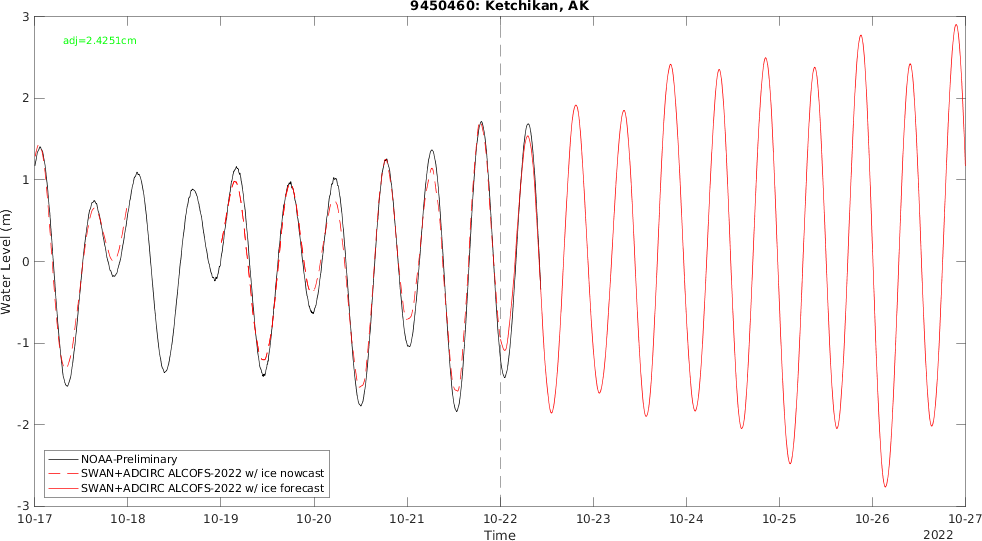 9450460: Ketchikan, AK
adj=2.4251cm
3
2
1
0
-1
-2
-3
Water Level (m)
NOAA-Preliminary
SWAN+ADCIRC ALCOFS-2022 w/ ice nowcast
SWAN+ADCIRC ALCOFS-2022 w/ ice forecast
10-17 10-18 10-19 10-20 10-21 10-22 10-23 10-24 10-25 10-26 10-27
Time
2022